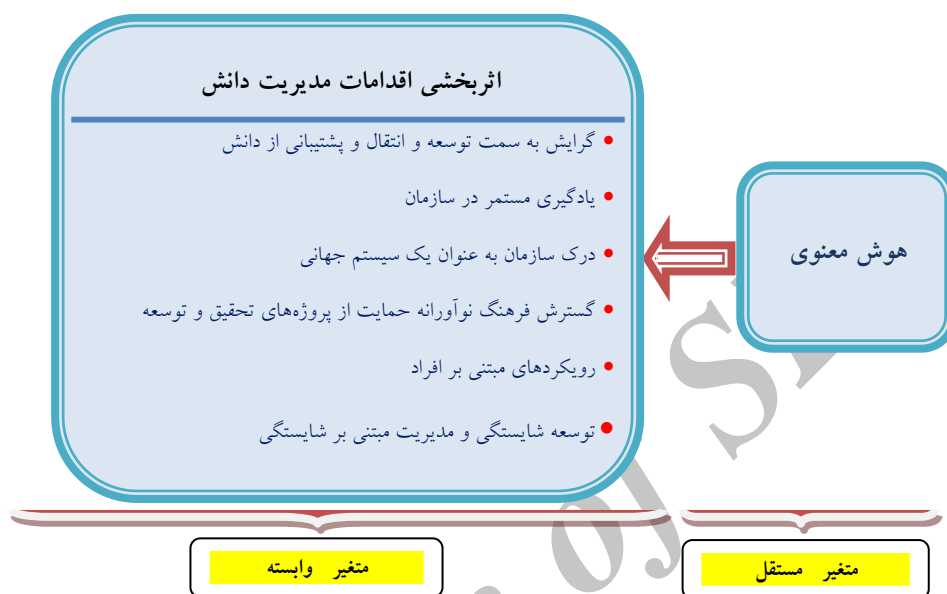 اثربخشی اقدامات مدیریت دانش
گرایش به سمت توسعه و انتقال و پشتیبانی از دانش
یادگیری مستمر در سازمان
درک سازمان به عنوان یک سیستم جهانی
گسترش فرهنگ نوآورانه حمایت از پروژه‌های تحقیق و توسعه
رویکردهای مبتنی بر افراد
توسعه شایستگی و مدیریت مبتنی بر شایستگی
هوش معنوی
متغیر مستقل
متغیر وابسته
of